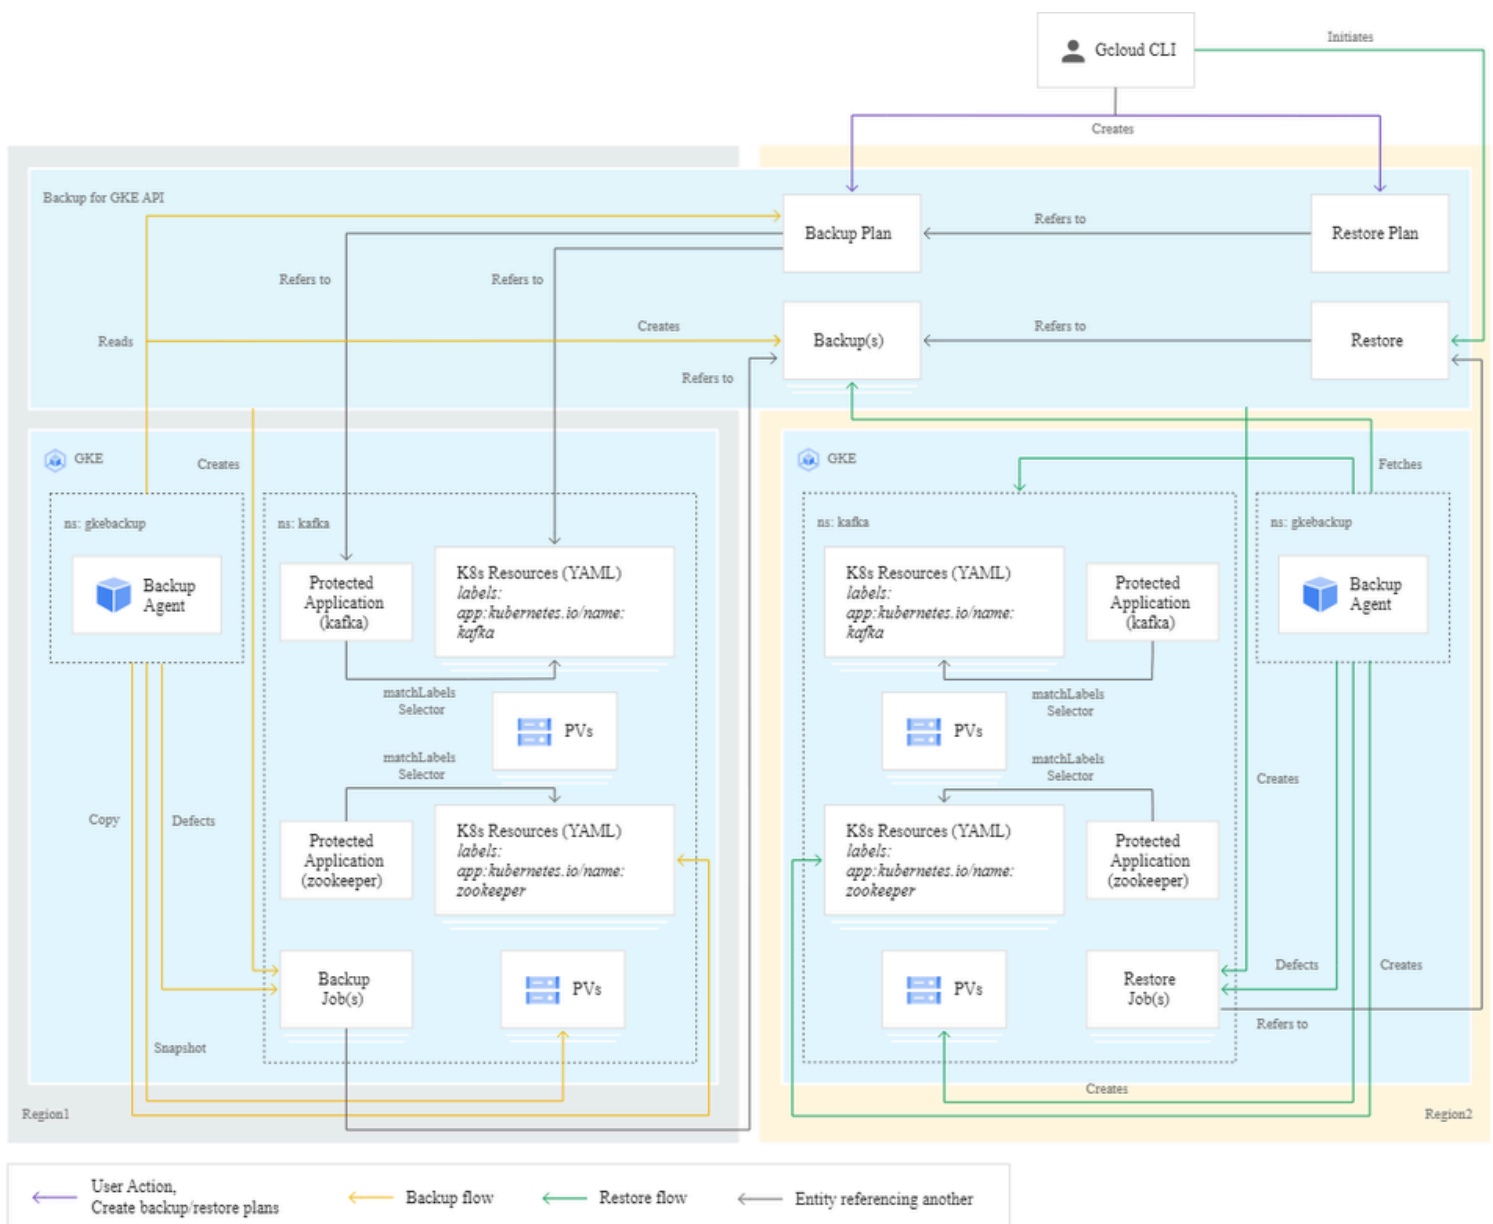 Gcloud CLI
Initiates
Creates
Backup for GKE API
Backup Plan
Refers to
Restore Plan
Refers to
Refers to
Reads
Creates
Backup(s)
Refers to
Restore
Refers to
GKE
Creates
ns: gkebackup
Backup
Agent
ns: kafka
Protected
Application
(kafka)
K8s Resources (YAML)
labels:
app:kubernetes.io/name:
kafka
matchLabels
Selector
PVs
matchLabels
Selector
Copy
Defects
Protected
Application
(zookeeper)
K8s Resources (YAML)
labels:
app:kubernetes.io/name:
zookeeper
Backup
Job(s)
PVs
Snapshot
Region1
GKE
Fetches
ns: kafka
ns: gkebackup
K8s Resources (YAML)
labels:
app:kubernetes.io/name:
kafka
Protected
Application
(kafka)
Backup
Agent
matchLabels
Selector
PVs
matchLabels
Selector
Creates
K8s Resources (YAML)
labels:
app:kubernetes.io/name:
zookeeper
Protected
Application
(zookeeper)
PVs
Restore
Job(s)
Defects
Creates
Refers to
Creates
Region2
User Action,
Create backup/restore plans
Backup flow
Restore flow
Entity referencing another